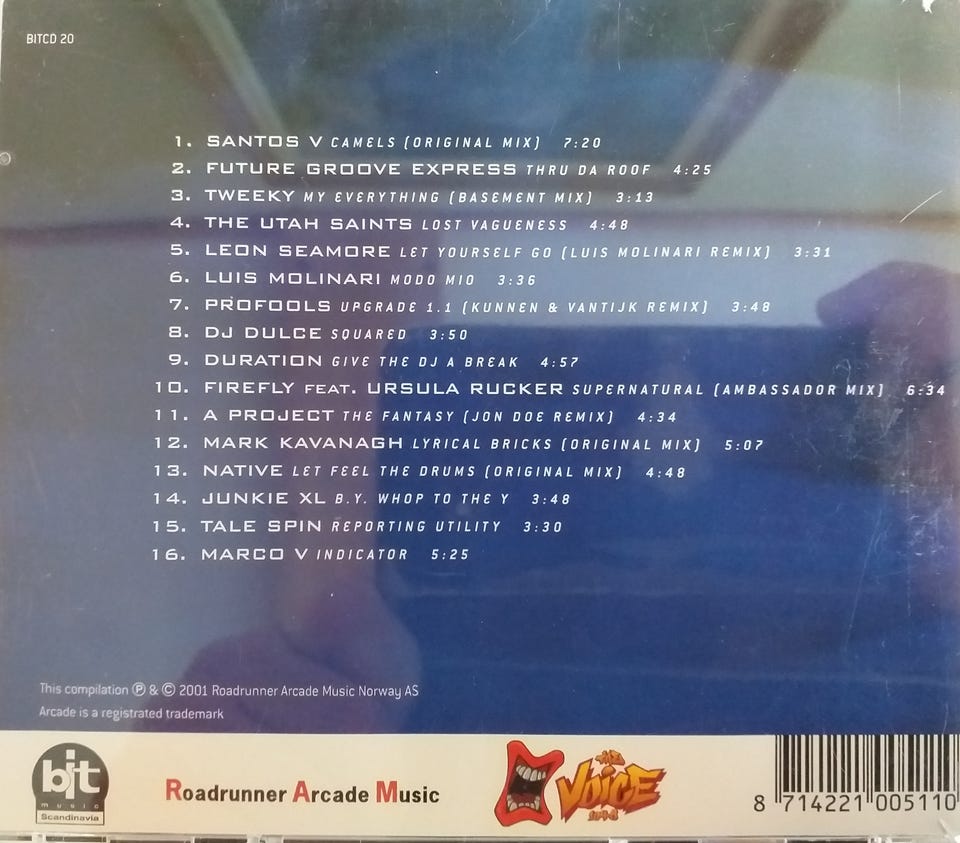 BITCD 20
1. SANTOS V CAMELS (ORIGINAL MIX) 7:20
2. FUTURE GROOVE EXPRESS THRU DA ROOF 4:25
3. TWEEKY MY EVERYTHING (BASEMENT MIX) 3:13
4. THE UTAH SAINTS LOST VAGUENESS 4:48
5. LEON SEAMORE LET YOURSELF GO (LUIS MOLINARI REMIX) 3:31
6. LUIS MOLINARI MODO MIO 3:36
7. PROFOOLS UPGRADE 1.1 (KUNNEN & VANTIJK REMIX) 3:48
8. DJ DULCE SQUARED 3:50
9. DURATION GIVE THE DJ A BREAK 4:57
10. FIREFLY FEAT. URSULA RUCKER SUPERNATURAL (AMBASSADOR MIX) 6:34
11. A PROJECT THE FANTASY (JON DOE REMIX) 4:34
12. MARK KAVANAGH LYRICAL BRICKS (ORIGINAL MIX) 5:07
13. NATIVE LET FEEL THE DRUMS (ORIGINAL MIX) 4:48
14. JUNKIE XL B.Y. WHOP TO THE Y 3:48
15. TALE SPIN REPORTING UTILITY 3:30
16. MARCO V INDICATOR 5:25
This compilation Ⓟ & © 2001 Roadrunner Arcade Music Norway AS
Arcade is a registrated trademark
bit
music
Scandinavia
Roadrunner Arcade Music
THE
VOICE
8 714221 005110